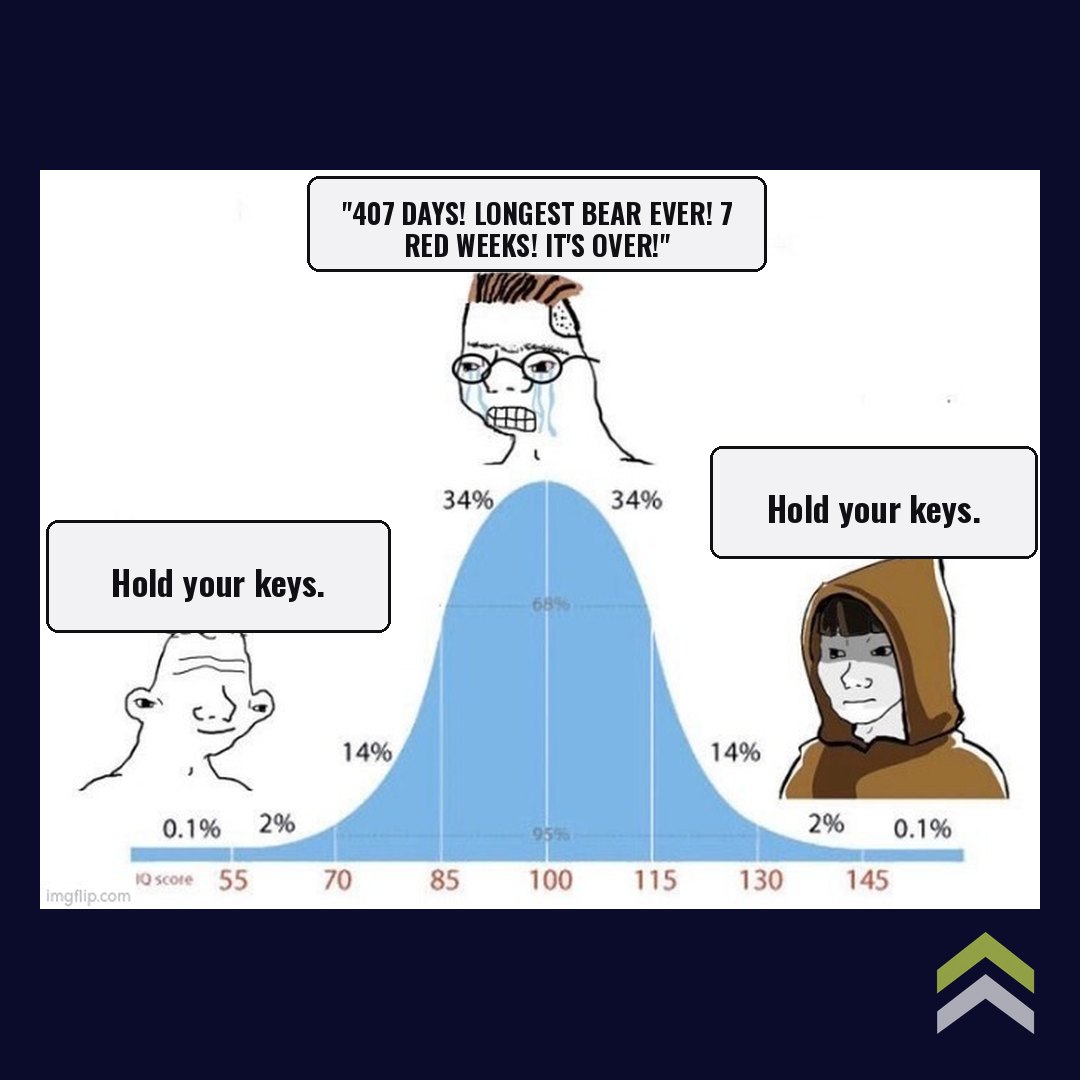 "407 DAYS! LONGEST BEAR EVER! 7
RED WEEKS! IT'S OVER!"
34% 34%
Hold your keys.
Hold your keys.
68%
14% 14%
0.1% 2% 95% 2% 0.1%
IQ score 55 70 85 100 115 130 145
imgflip.com